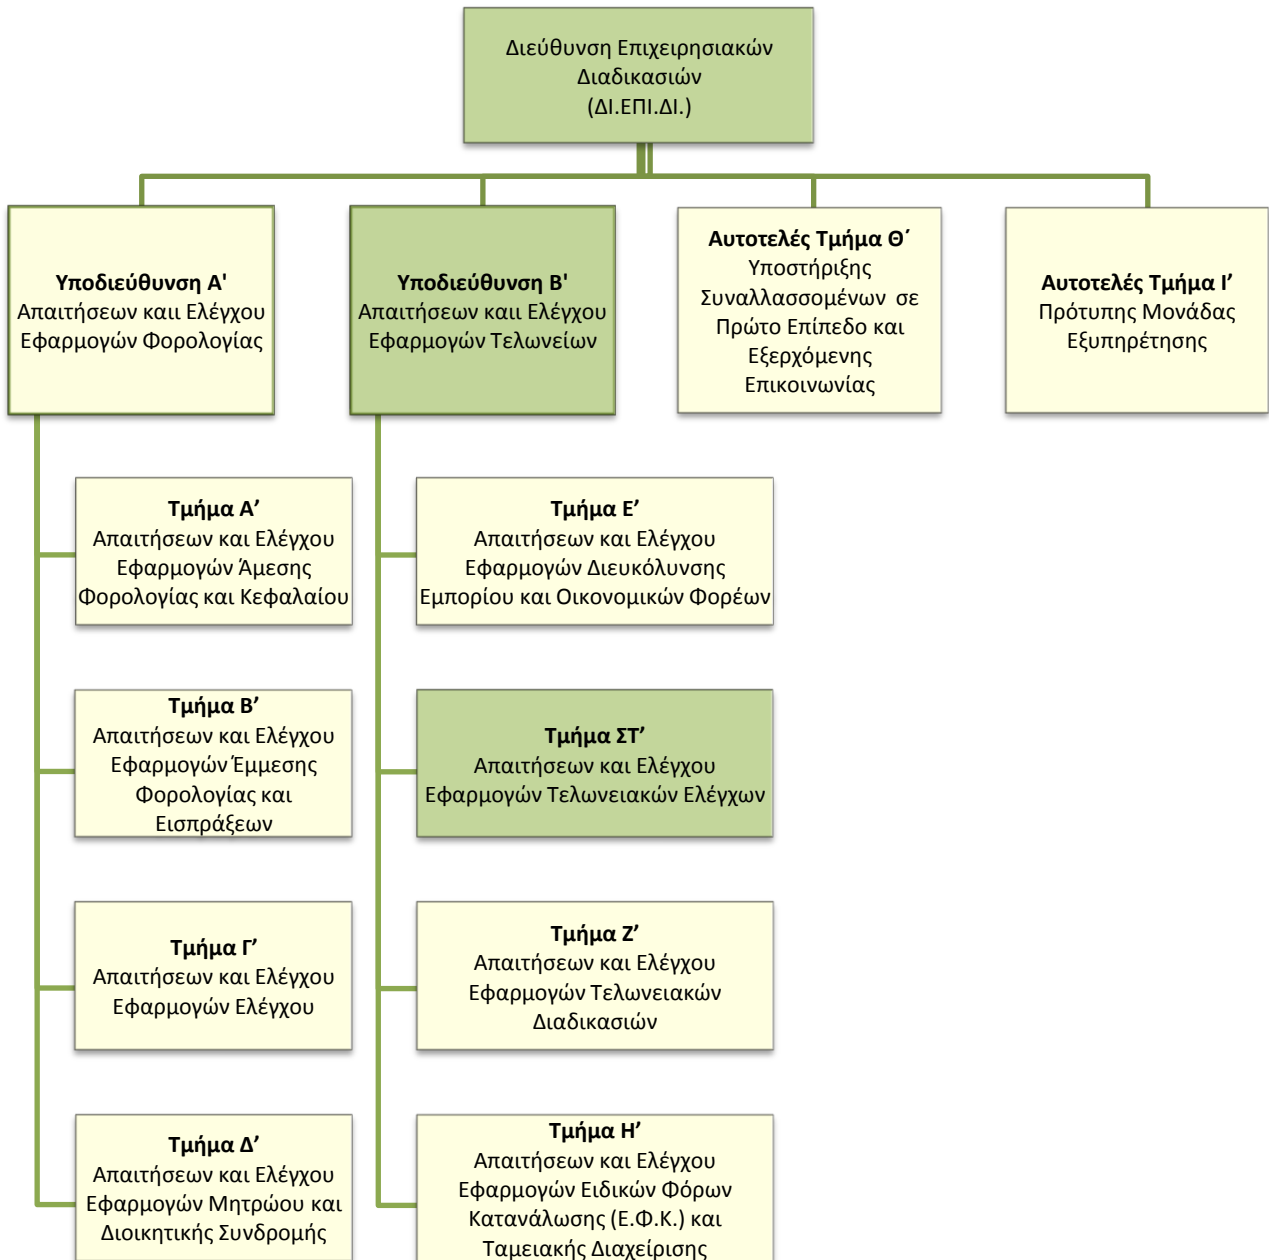 Διεύθυνση Επιχειρησιακών
Διαδικασιών
(ΔΙ.ΕΠΙ.ΔΙ.)
Υποδιεύθυνση Α'
Απαιτήσεων καιι Ελέγχου
Εφαρμογών Φορολογίας
Υποδιεύθυνση Β'
Απαιτήσεων καιι Ελέγχου
Εφαρμογών Τελωνείων
Αυτοτελές Τμήμα Θ΄
Υποστήριξης
Συναλλασσομένων σε
Πρώτο Επίπεδο και
Εξερχόμενης
Επικοινωνίας
Αυτοτελές Τμήμα Ι’
Πρότυπης Μονάδας
Εξυπηρέτησης
Τμήμα Α’
Απαιτήσεων και Ελέγχου
Εφαρμογών Άμεσης
Φορολογίας και Κεφαλαίου
Τμήμα Β’
Απαιτήσεων και Ελέγχου
Εφαρμογών Έμμεσης
Φορολογίας και
Εισπράξεων
Τμήμα Γ’
Απαιτήσεων και Ελέγχου
Εφαρμογών Ελέγχου
Τμήμα Δ’
Απαιτήσεων και Ελέγχου
Εφαρμογών Μητρώου και
Διοικητικής Συνδρομής
Τμήμα Ε’
Απαιτήσεων και Ελέγχου
Εφαρμογών Διευκόλυνσης
Εμπορίου και Οικονομικών Φορέων
Τμήμα ΣΤ’
Απαιτήσεων και Ελέγχου
Εφαρμογών Τελωνειακών Ελέγχων
Τμήμα Ζ’
Απαιτήσεων και Ελέγχου
Εφαρμογών Τελωνειακών
Διαδικασιών
Τμήμα Η’
Απαιτήσεων και Ελέγχου
Εφαρμογών Ειδικών Φόρων
Κατανάλωσης (Ε.Φ.Κ.) και
Ταμειακής Διαχείρισης